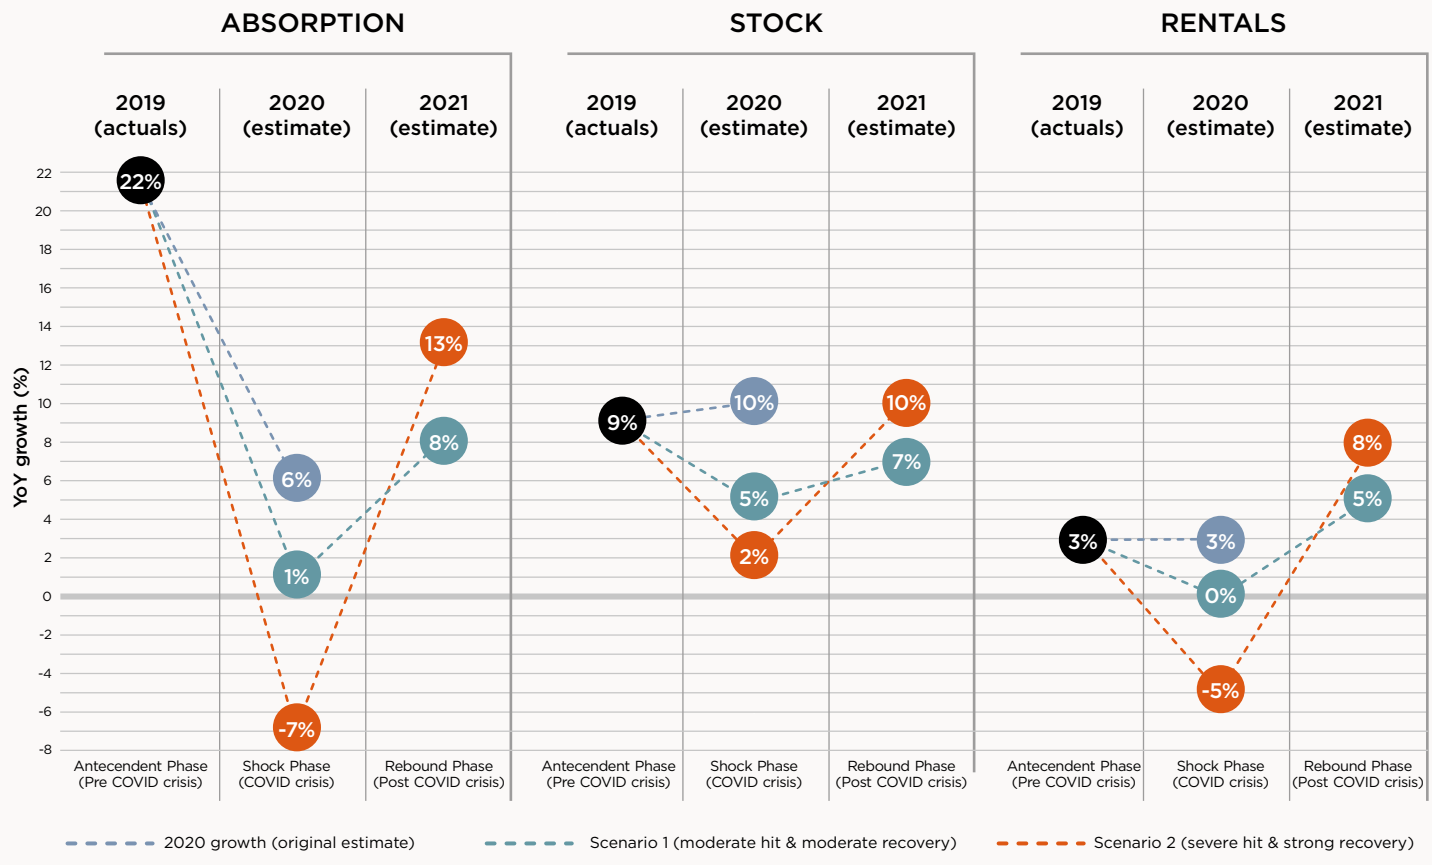 ABSORPTION
STOCK
RENTALS
2019
(actuals)
2020
(estimate)
2021
(estimate)
2019
(actuals)
2020
(estimate)
2021
(estimate)
2019
(actuals)
2020
(estimate)
2021
(estimate)
YoY growth (%)
22
20
18
16
14
12
10
8
6
4
2
0
-2
-4
-6
-8
22%
6%
1%
-7%
13%
8%
9%
10%
5%
2%
10%
7%
3%
3%
0%
-5%
8%
5%
Antecendent Phase
(Pre COVID crisis)
Shock Phase
(COVID crisis)
Rebound Phase
(Post COVID crisis)
Antecendent Phase
(Pre COVID crisis)
Shock Phase
(COVID crisis)
Rebound Phase
(Post COVID crisis)
Antecendent Phase
(Pre COVID crisis)
Shock Phase
(COVID crisis)
Rebound Phase
(Post COVID crisis)
2020 growth (original estimate)
Scenario 1 (moderate hit & moderate recovery)
Scenario 2 (severe hit & strong recovery)